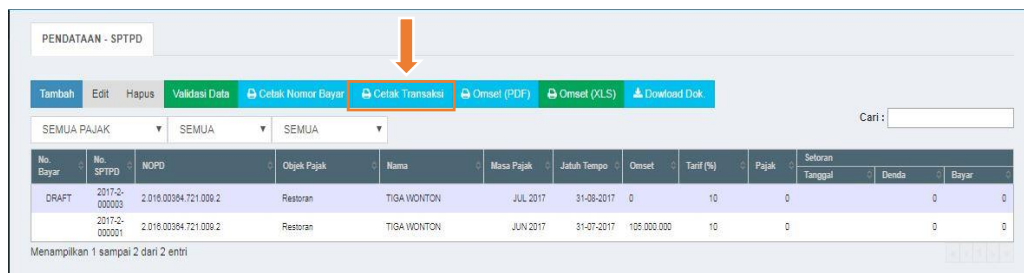 PENDATAAN - SPTPD
Tambah Edit Hapus Validasi Data Cetak Nomor Bayar Cetak Transaksi Omset (PDF) Omset (XLS) Dowload Dok.
Cari :
SEMUA PAJAK SEMUA SEMUA
No. Bayar No. SPTPD NOPD Objek Pajak Nama Masa Pajak Jatuh Tempo Omset Tarif (%) Pajak Setoran
Tanggal Denda Bayar
DRAFT 2017-2-000003 2.016.00364.721.009.2 Restoran TIGA WONTON JUL 2017 31-08-2017 0 10 0 0 0
2017-2-000001 2.016.00364.721.009.2 Restoran TIGA WONTON JUN 2017 31-07-2017 105.000.000 10 0 0 0
Menampilkan 1 sampai 2 dari 2 entri